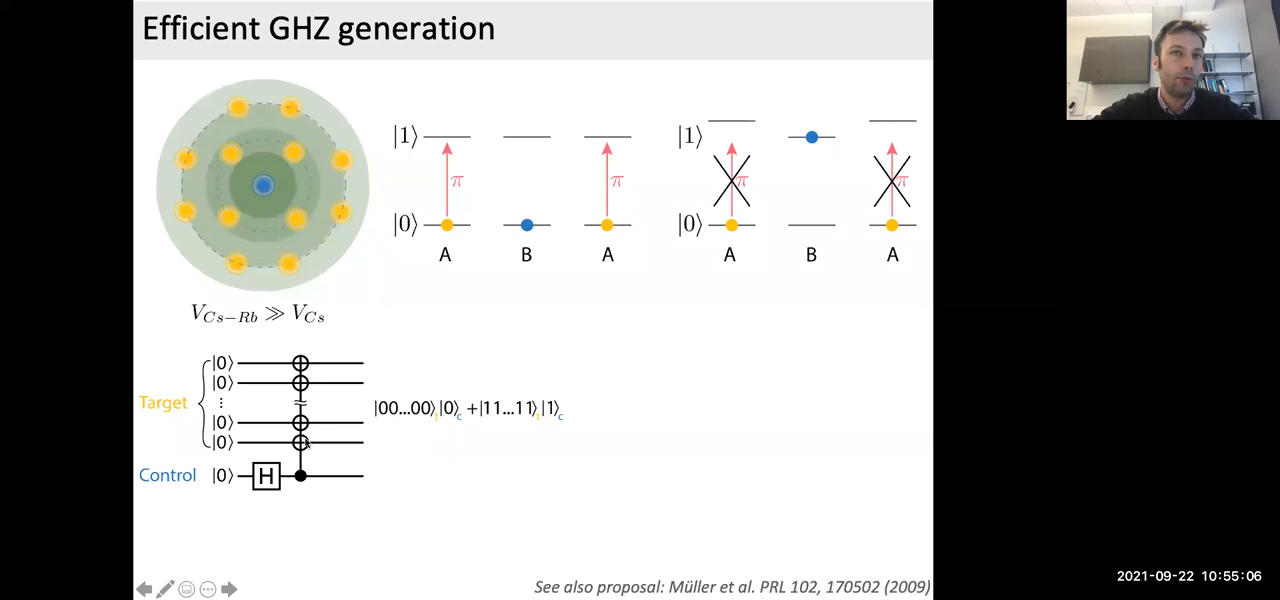 Efficient GHZ generation
|1⟩
π
π
|0⟩
A B A
|1⟩
π
π
|0⟩
A B A
V_{Cs−Rb} ≫ V_{Cs}
Target
|0⟩
|0⟩
⋮
|0⟩
|0⟩
Control |0⟩ H
|00...00⟩_t|0⟩_c +|11...11⟩_t|1⟩_c
See also proposal: Müller et al. PRL 102, 170502 (2009)
2021-09-22 10:55:06